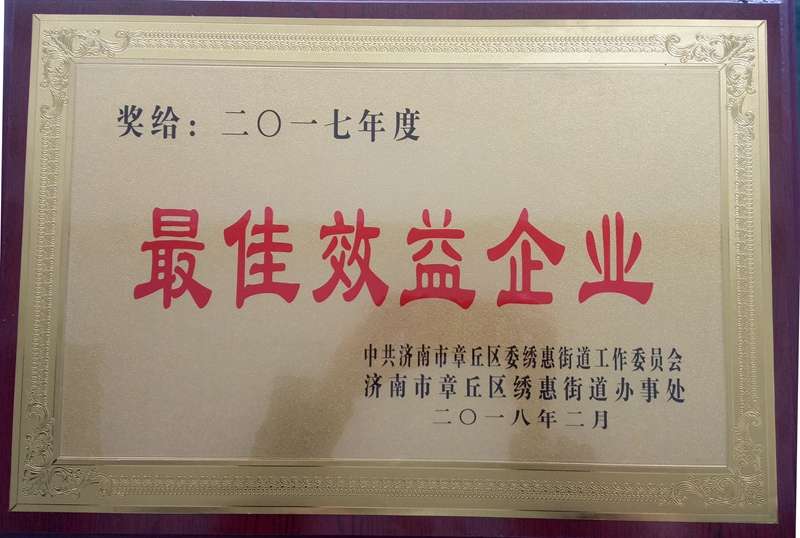 奖给：二〇一七年度
最佳效益企业
中共济南市章丘区委绣惠街道工作委员会
济南市章丘区绣惠街道办事处
二〇一八年二月